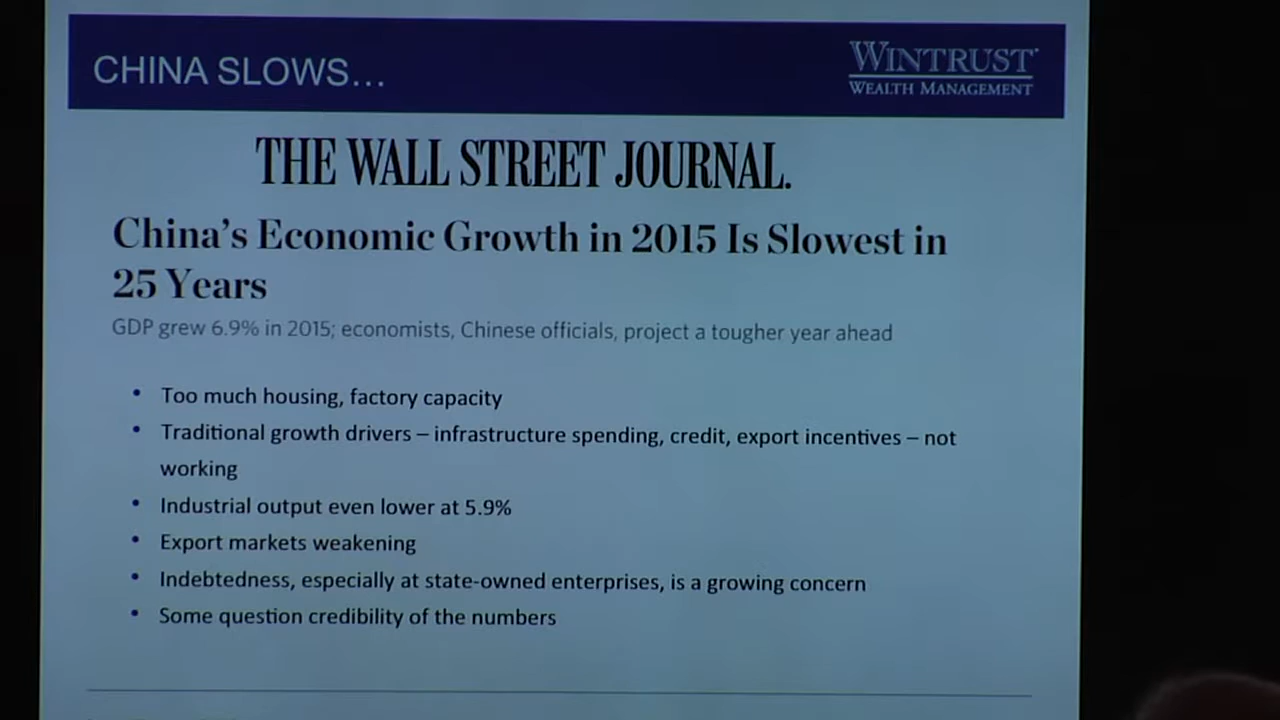 CHINA SLOWS...
WINTRUST
WEALTH MANAGEMENT
THE WALL STREET JOURNAL.
China's Economic Growth in 2015 Is Slowest in
25 Years
GDP grew 6.9% in 2015; economists, Chinese officials, project a tougher year ahead
• Too much housing, factory capacity
• Traditional growth drivers – infrastructure spending, credit, export incentives – not
working
• Industrial output even lower at 5.9%
• Export markets weakening
• Indebtedness, especially at state-owned enterprises, is a growing concern
• Some question credibility of the numbers